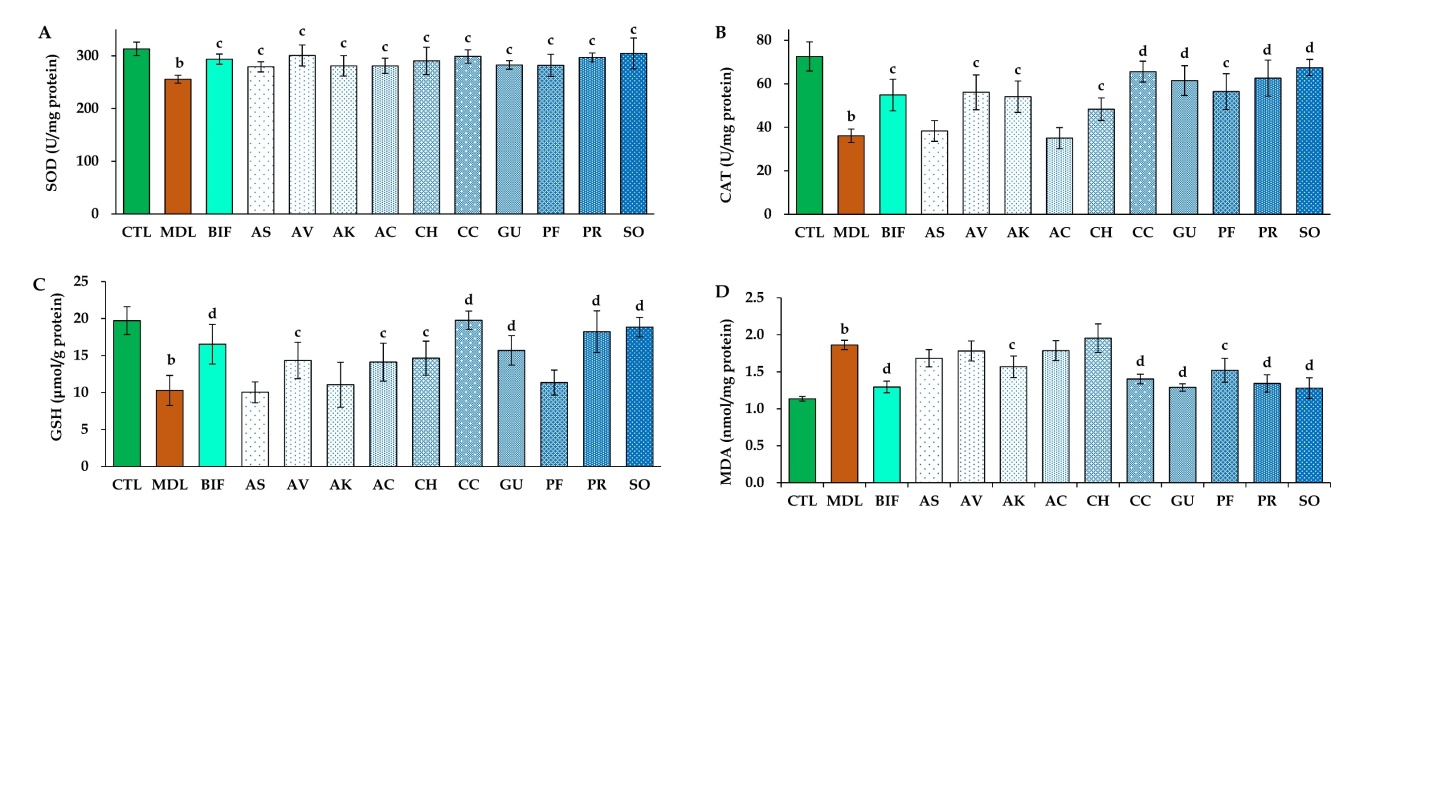 A
SOD (U/mg protein)
300
200
100
0
c c c c c c c c c c c
b
CTL MDL BIF AS AV AK AC CH CC GU PF PR SO
B
CAT (U/mg protein)
80
60
40
20
0
b c c c c d d c d d
CTL MDL BIF AS AV AK AC CH CC GU PF PR SO
C
GSH (μmol/g protein)
25
20
15
10
5
0
b d c c c d d d d
CTL MDL BIF AS AV AK AC CH CC GU PF PR SO
D
MDA (nmol/mg protein)
2.5
2.0
1.5
1.0
0.5
0.0
b d c d d c d d
CTL MDL BIF AS AV AK AC CH CC GU PF PR SO